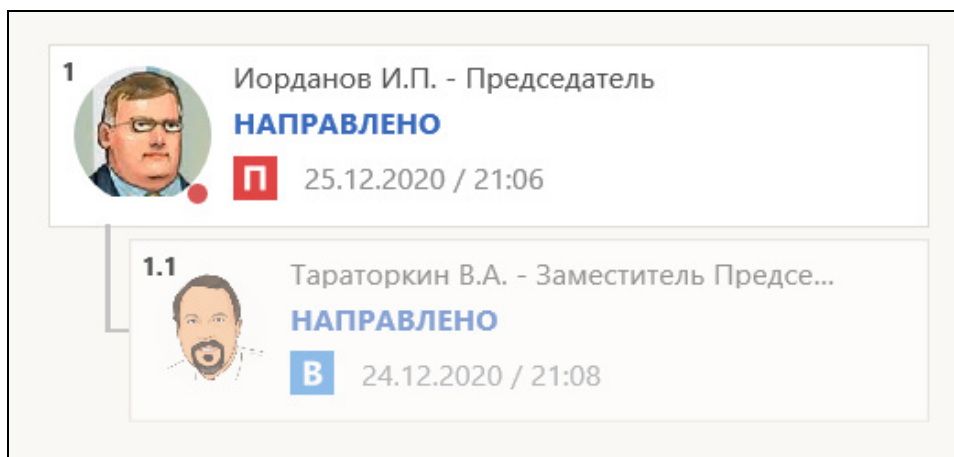 1
Иорданов И.П. - Председатель
НАПРАВЛЕНО
П 25.12.2020 / 21:06
1.1
Тараторкин В.А. - Заместитель Предсе...
НАПРАВЛЕНО
В 24.12.2020 / 21:08